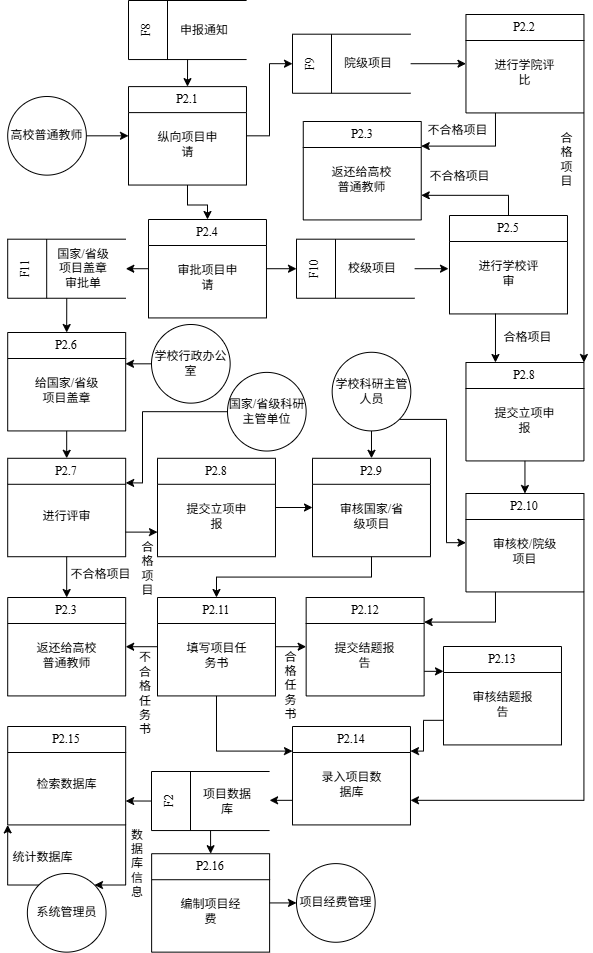 F8
申报通知
P2.2
进行学院评
比
F9
院级项目
P2.1
纵向项目申
请
高校普通教师
P2.3
返还给高校
普通教师
不合格项目
合格项目
不合格项目
P2.4
审批项目申
请
P2.5
进行学校评
审
F11
国家/省级
项目盖章
审批单
F10
校级项目
合格项目
P2.6
给国家/省级
项目盖章
学校行政办公
室
国家/省级科研
主管单位
学校科研主管
人员
P2.8
提交立项申
报
P2.7
进行评审
P2.8
提交立项申
报
P2.9
审核国家/省
级项目
P2.10
审核校/院级
项目
合格项目
不合格项目
P2.3
返还给高校
普通教师
P2.11
填写项目任
务书
P2.12
提交结题报
告
不合格任务书
合格任务书
P2.13
审核结题报
告
P2.15
检索数据库
P2.14
录入项目数
据库
F2
项目数据
库
数据库信息
统计数据库
P2.16
编制项目经
费
系统管理员
项目经费管理